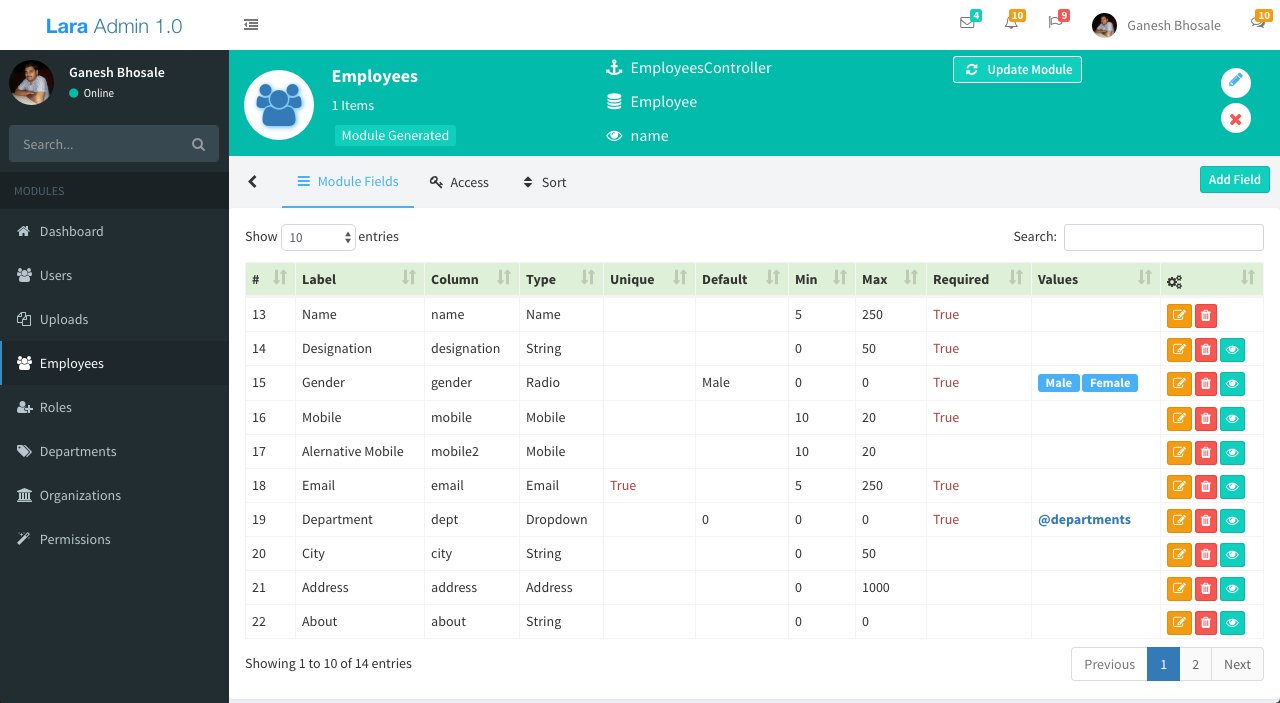 Lara Admin 1.0
4
10
9
Ganesh Bhosale
10
Ganesh Bhosale
Online
Search...
MODULES
Dashboard
Users
Uploads
Employees
Roles
Departments
Organizations
Permissions
Employees
1 Items
Module Generated
EmployeesController
Employee
name
Update Module
Module Fields
Access
Sort
Add Field
Show 10 entries
Search:
# Label Column Type Unique Default Min Max Required Values
13 Name name Name 5 250 True
14 Designation designation String 0 50 True
15 Gender gender Radio Male 0 0 True Male Female
16 Mobile mobile Mobile 10 20 True
17 Alernative Mobile mobile2 Mobile 10 20
18 Email email Email True 5 250 True
19 Department dept Dropdown 0 0 0 True @departments
20 City city String 0 50
21 Address address Address 0 1000
22 About about String 0 0
Showing 1 to 10 of 14 entries
Previous 1 2 Next